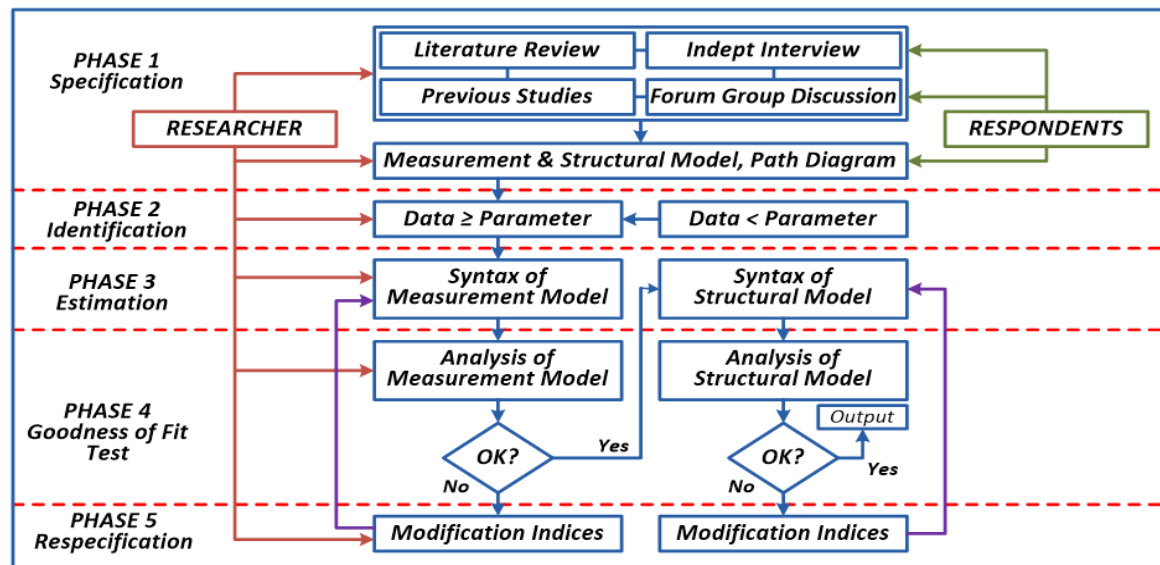 PHASE 1
Specification
Literature Review
Indept Interview
Previous Studies
Forum Group Discussion
RESEARCHER
RESPONDENTS
Measurement & Structural Model, Path Diagram
PHASE 2
Identification
Data ≥ Parameter
Data < Parameter
PHASE 3
Estimation
Syntax of
Measurement Model
Syntax of
Structural Model
PHASE 4
Goodness of Fit
Test
Analysis of
Measurement Model
Analysis of
Structural Model
Output
OK?
Yes
No
OK?
Yes
No
PHASE 5
Respecification
Modification Indices
Modification Indices